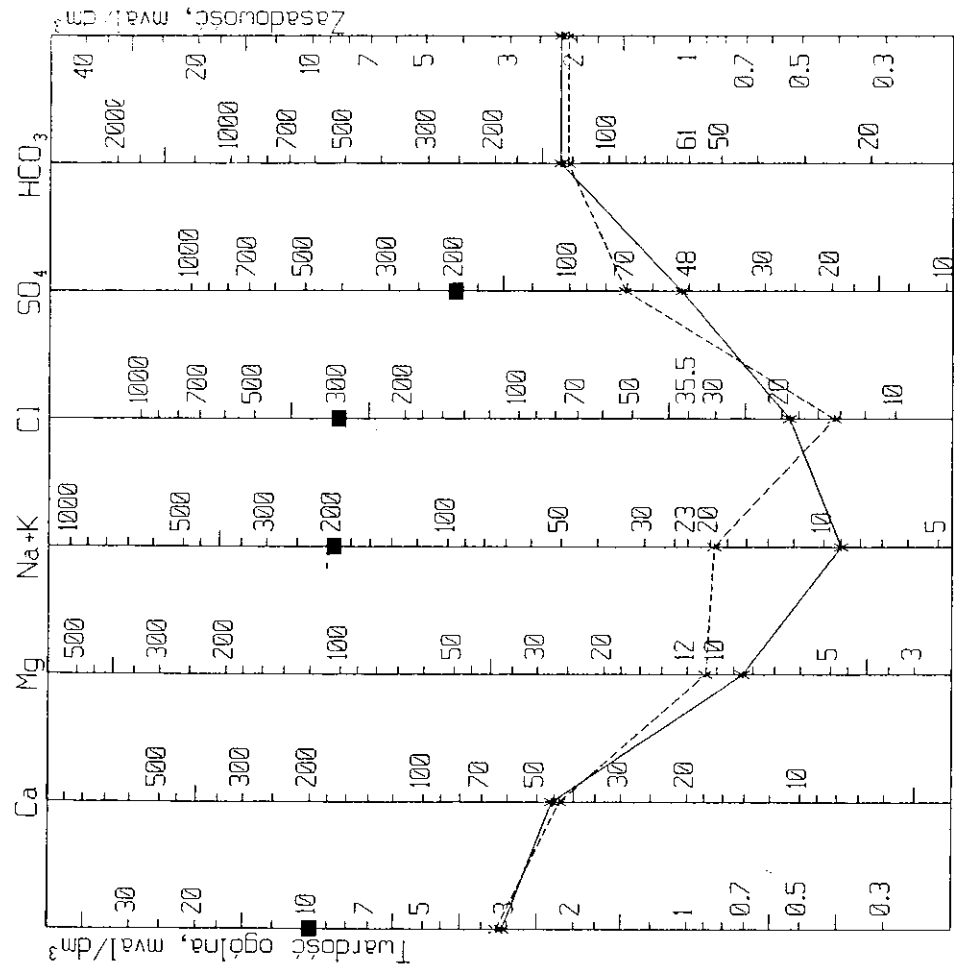 Zasadowość, mval/cm³
40 20 10 7 5 3 2 1 0.7 0.5 0.3
HCO₃
2000 1000 700 500 300 200 100 61 50 20
SO₄
1000 700 500 300 200 100 70 48 30 20 10
Cl
1000 700 500 300 200 100 70 50 35.5 30 20 10
Na+K
1000 500 300 200 100 50 30 23 20 10 5
Mg
500 300 200 100 50 30 20 12 10 5 3
Ca
500 300 200 100 70 50 30 20 10
Twardość ogólna, mval/dm³
30 20 10 7 5 3 2 1 0.7 0.5 0.3